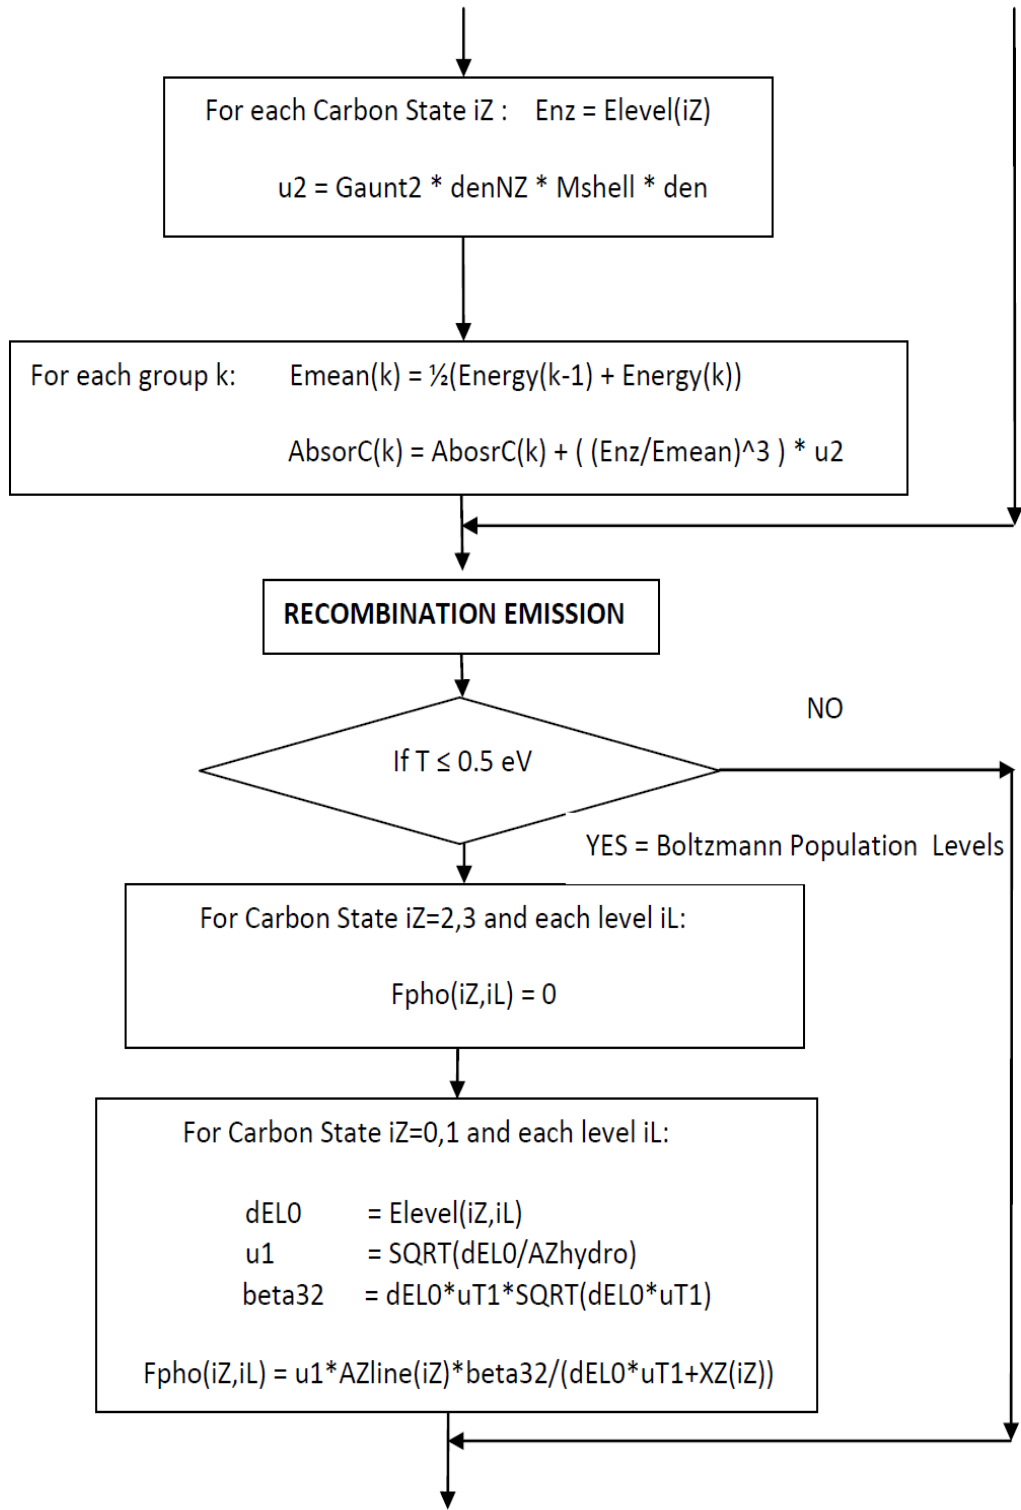 For each Carbon State iZ : Enz = Elevel(iZ)
u2 = Gaunt2 * denNZ * Mshell * den
For each group k: Emean(k) = ½(Energy(k-1) + Energy(k))
AbsorC(k) = AbosrC(k) + ( (Enz/Emean)^3 ) * u2
RECOMBINATION EMISSION
NO
If T ≤ 0.5 eV
YES = Boltzmann Population Levels
For Carbon State iZ=2,3 and each level iL:
Fpho(iZ,iL) = 0
For Carbon State iZ=0,1 and each level iL:
dEL0 = Elevel(iZ,iL)
u1 = SQRT(dEL0/AZhydro)
beta32 = dEL0*uT1*SQRT(dEL0*uT1)
Fpho(iZ,iL) = u1*AZline(iZ)*beta32/(dEL0*uT1+XZ(iZ))